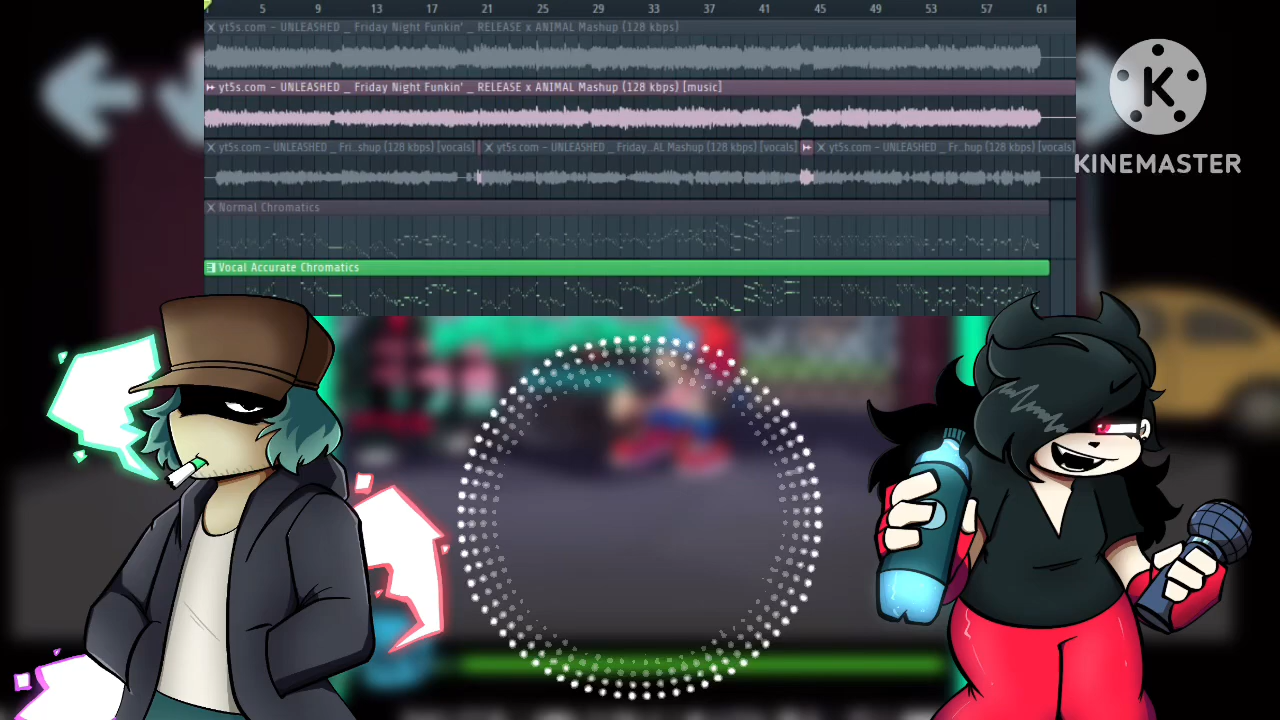 5 9 13 17 21 25 29 33 37 41 45 49 53 57 61
yt5s.com - UNLEASHED _ Friday Night Funkin' _ RELEASE x ANIMAL Mashup (128 kbps)
yt5s.com - UNLEASHED _ Friday Night Funkin' _ RELEASE x ANIMAL Mashup (128 kbps) [music]
yt5s.com - UNLEASHED _ Fri..shup (128 kbps) [vocals]
yt5s.com - UNLEASHED _ Friday..AL Mashup (128 kbps) [vocals]
yt5s.com - UNLEASHED _ Fr..hup (128 kbps) [vocals]
Normal Chromatics
Vocal Accurate Chromatics
K
KINEMASTER